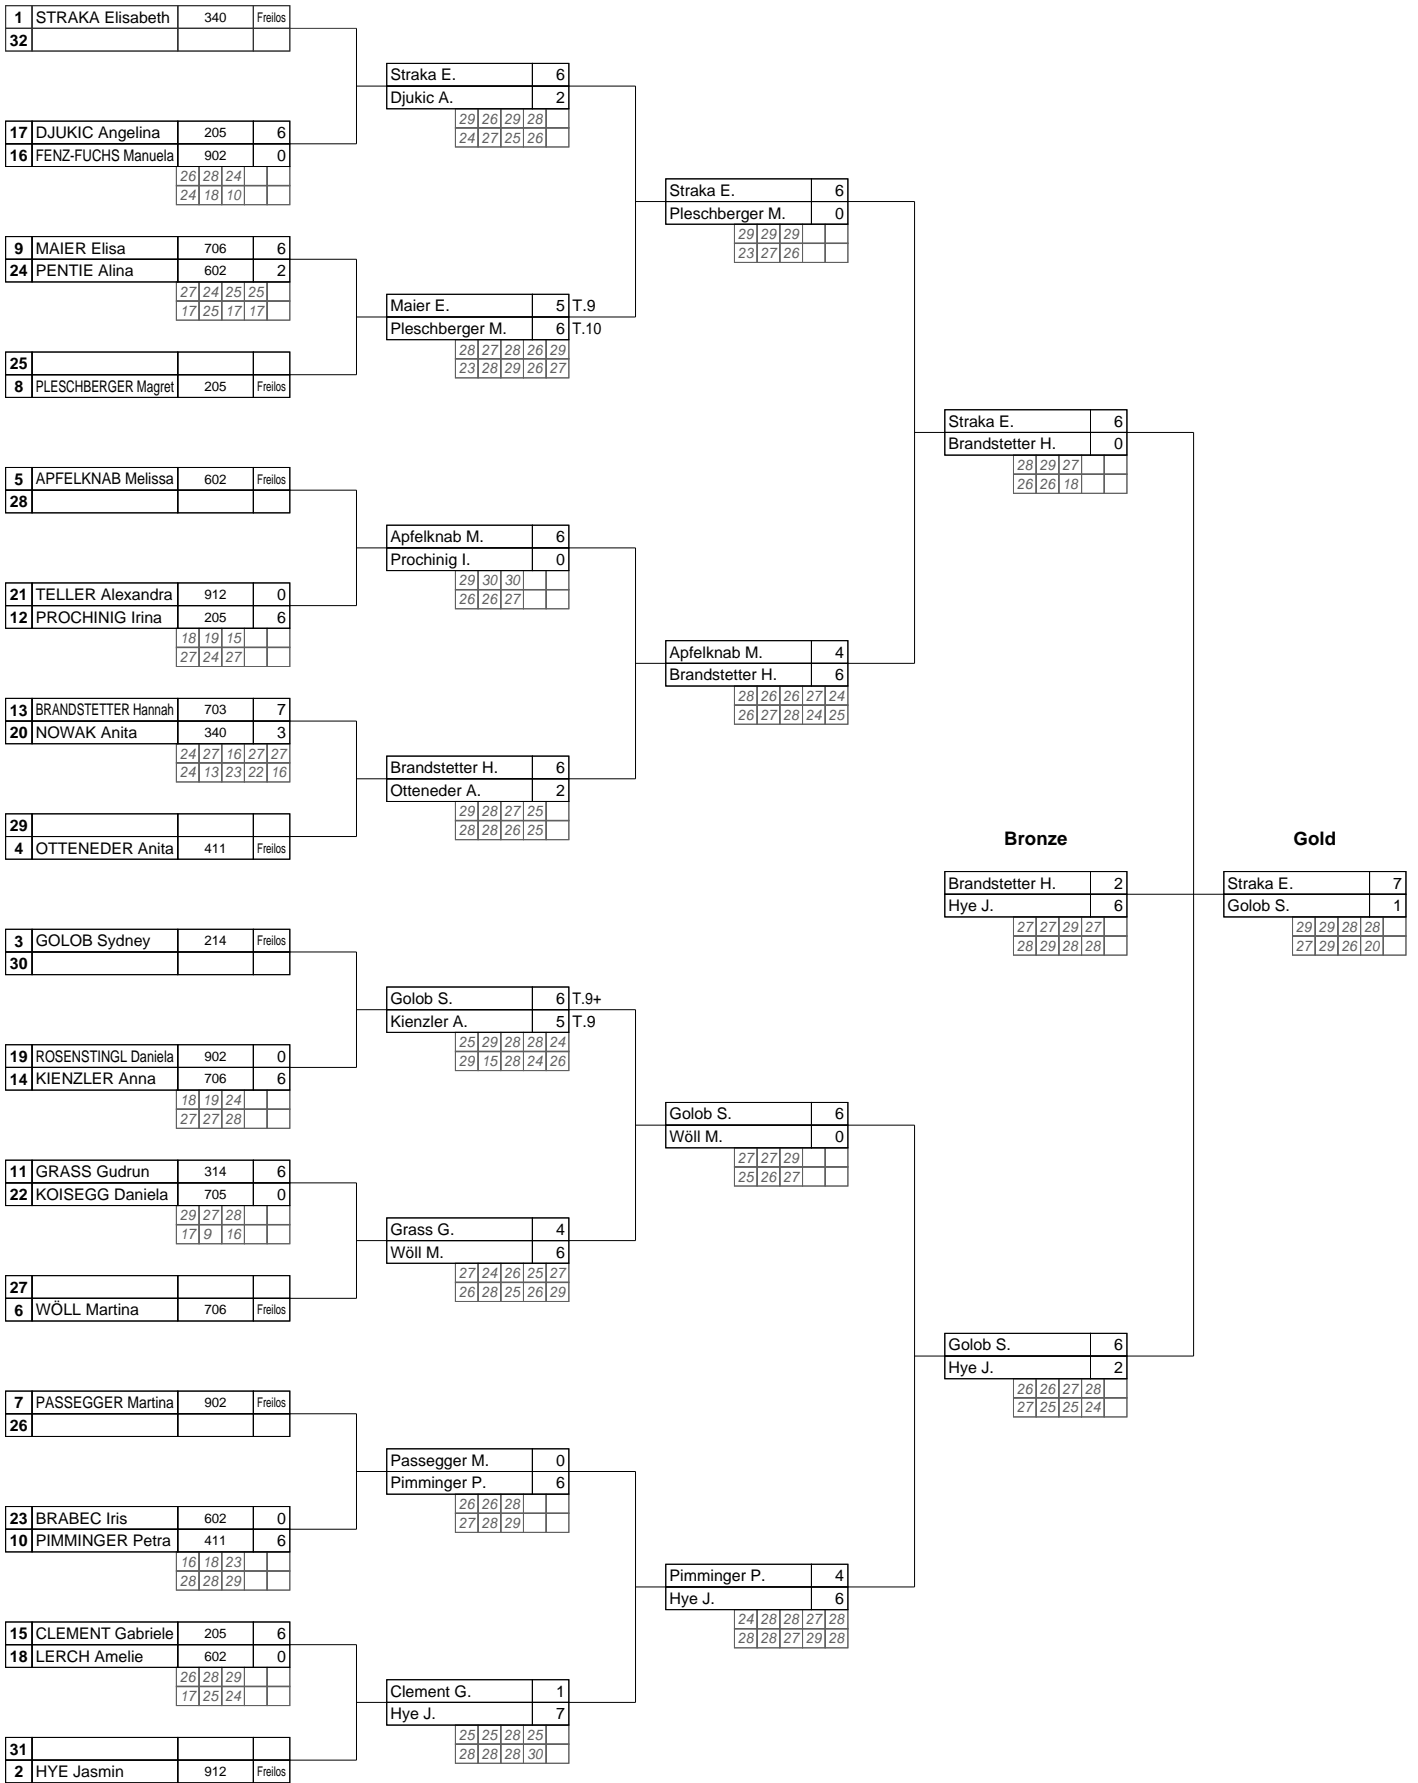 1 STRAKA Elisabeth 340 Freilos
32
Straka E. 6
Djukic A. 2
29 26 29 28
24 27 25 26
17 DJUKIC Angelina 205 6
16 FENZ-FUCHS Manuela 902 0
26 28 24
24 18 10
Straka E. 6
Pleschberger M. 0
29 29 29
23 27 26
9 MAIER Elisa 706 6
24 PENTIE Alina 602 2
27 24 25 25
17 25 17 17
Maier E. 5 T.9
Pleschberger M. 6 T.10
28 27 28 26 29
23 28 29 26 27
25
8 PLESCHBERGER Magret 205 Freilos
Straka E. 6
Brandstetter H. 0
28 29 27
26 26 18
5 APFELKNAB Melissa 602 Freilos
28
Apfelknab M. 6
Prochinig I. 0
29 30 30
26 26 27
21 TELLER Alexandra 912 0
12 PROCHINIG Irina 205 6
18 19 15
27 24 27
Apfelknab M. 4
Brandstetter H. 6
28 26 26 27 24
26 27 28 24 25
13 BRANDSTETTER Hannah 703 7
20 NOWAK Anita 340 3
24 27 16 27 27
24 13 23 22 16
Brandstetter H. 6
Otteneder A. 2
29 28 27 25
28 28 26 25
29
4 OTTENEDER Anita 411 Freilos
Bronze Gold
Brandstetter H. 2
Hye J. 6
27 27 29 27
28 29 28 28
Straka E. 7
Golob S. 1
29 29 28 28
27 29 26 20
3 GOLOB Sydney 214 Freilos
30
Golob S. 6 T.9+
Kienzler A. 5 T.9
25 29 28 28 24
29 15 28 24 26
19 ROSENSTINGL Daniela 902 0
14 KIENZLER Anna 706 6
18 19 24
27 27 28
Golob S. 6
Wöll M. 0
27 27 29
25 26 27
11 GRASS Gudrun 314 6
22 KOISEGG Daniela 705 0
29 27 28
17 9 16
Grass G. 4
Wöll M. 6
27 24 26 25 27
26 28 25 26 29
27
6 WÖLL Martina 706 Freilos
Golob S. 6
Hye J. 2
26 26 27 28
27 25 25 24
7 PASSEGGER Martina 902 Freilos
26
Passegger M. 0
Pimminger P. 6
26 26 28
27 28 29
23 BRABEC Iris 602 0
10 PIMMINGER Petra 411 6
16 18 23
28 28 29
Pimminger P. 4
Hye J. 6
24 28 28 27 28
28 28 27 29 28
15 CLEMENT Gabriele 205 6
18 LERCH Amelie 602 0
26 28 29
17 25 24
Clement G. 1
Hye J. 7
25 25 28 25
28 28 28 30
31
2 HYE Jasmin 912 Freilos